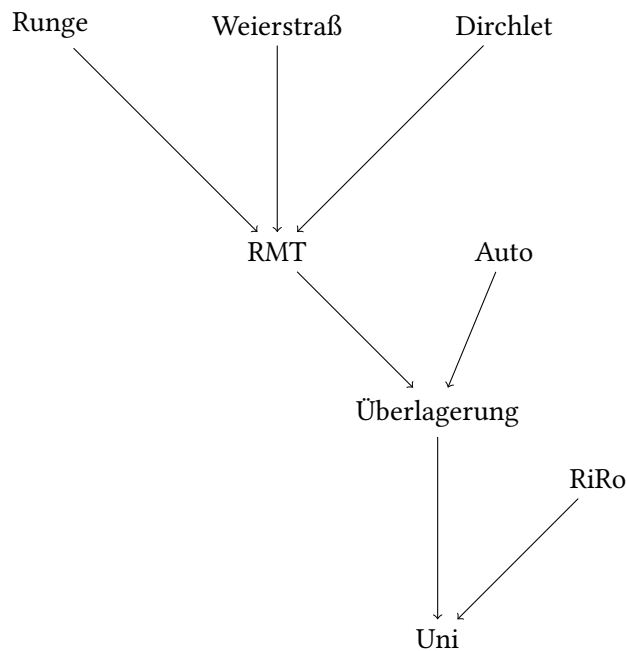 Runge
Weierstraß
Dirchlet
RMT
Auto
Überlagerung
RiRo
Uni